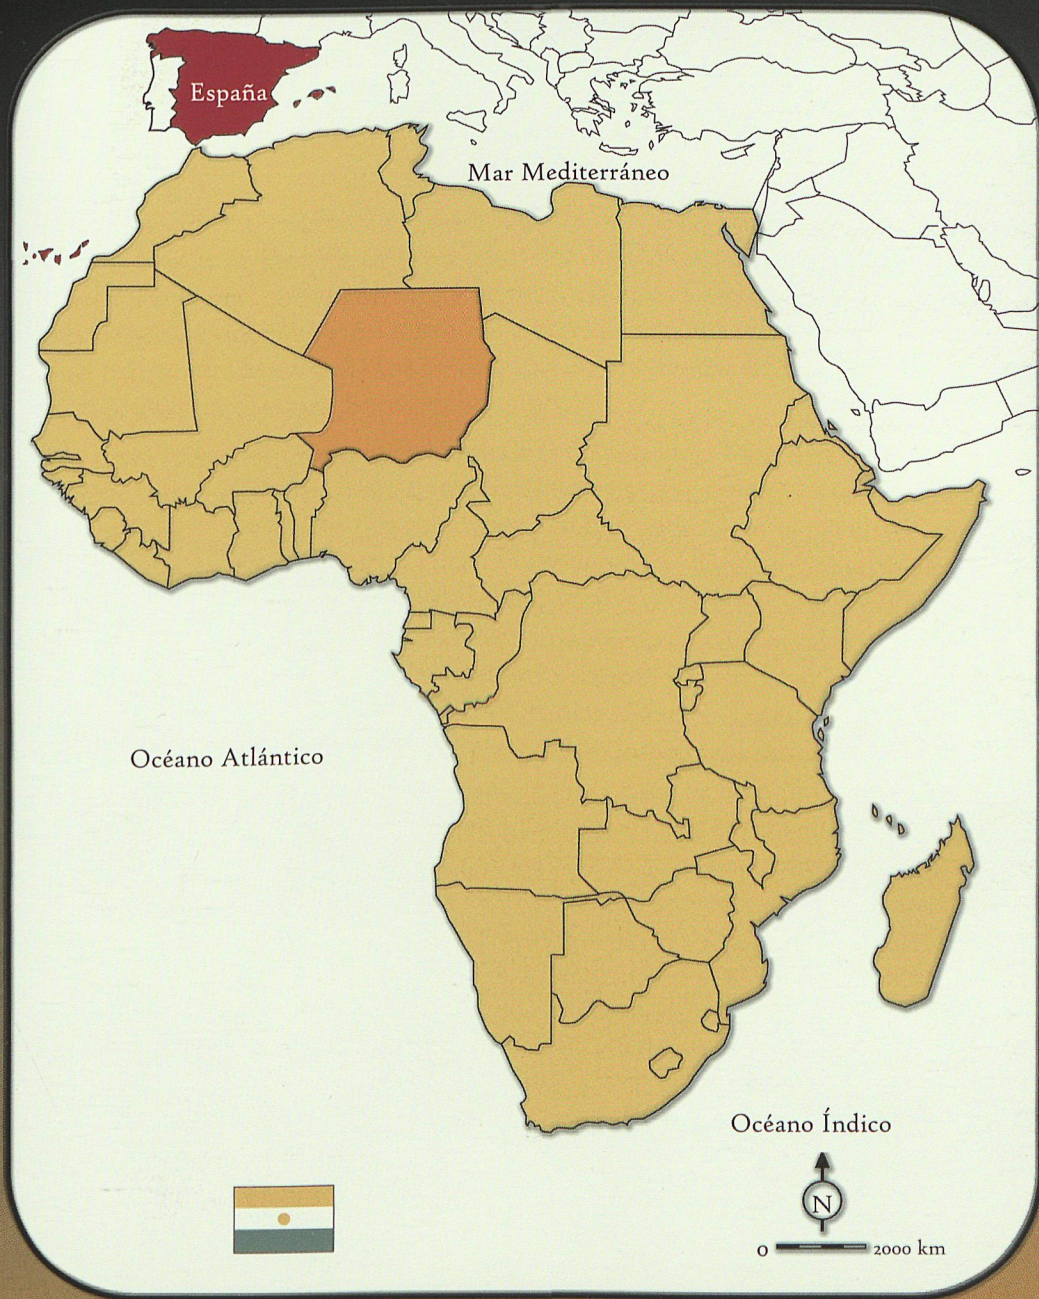 España
Mar Mediterráneo
Océano Atlántico
Océano Índico
N
0 2000 km